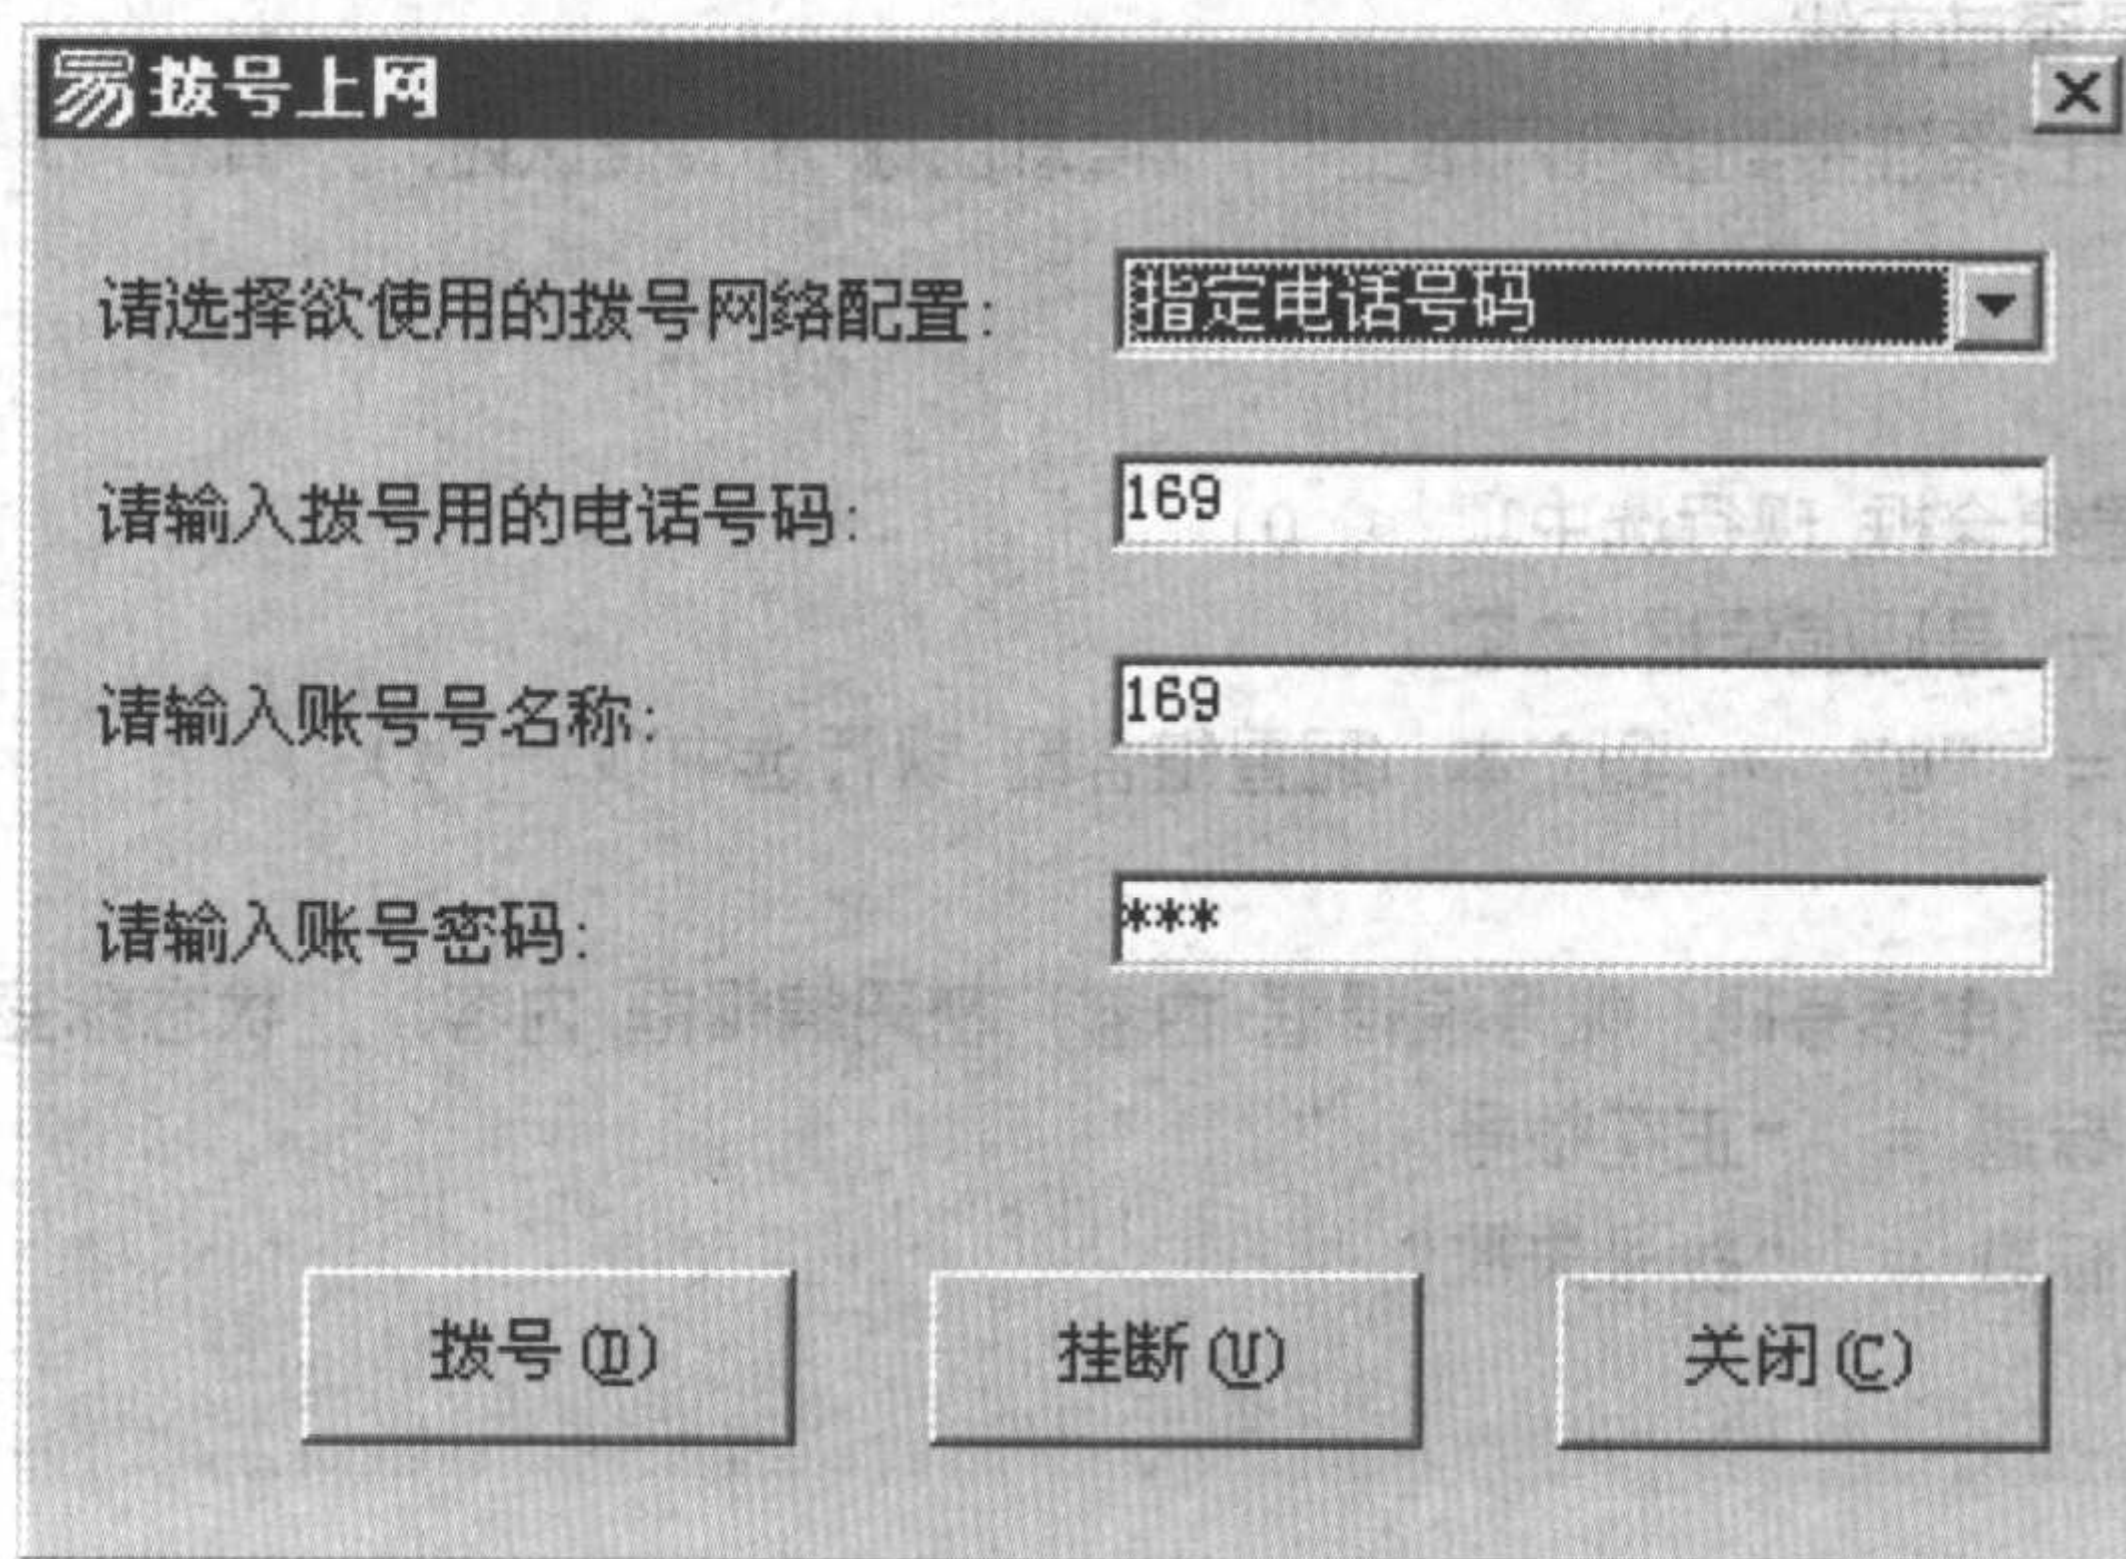 易 拨号上网
请选择欲使用的拨号网络配置: 指定电话号码
请输入拨号用的电话号码: 169
请输入账号号名称: 169
请输入账号密码: ***
拨号(D) 挂断(U) 关闭(C)